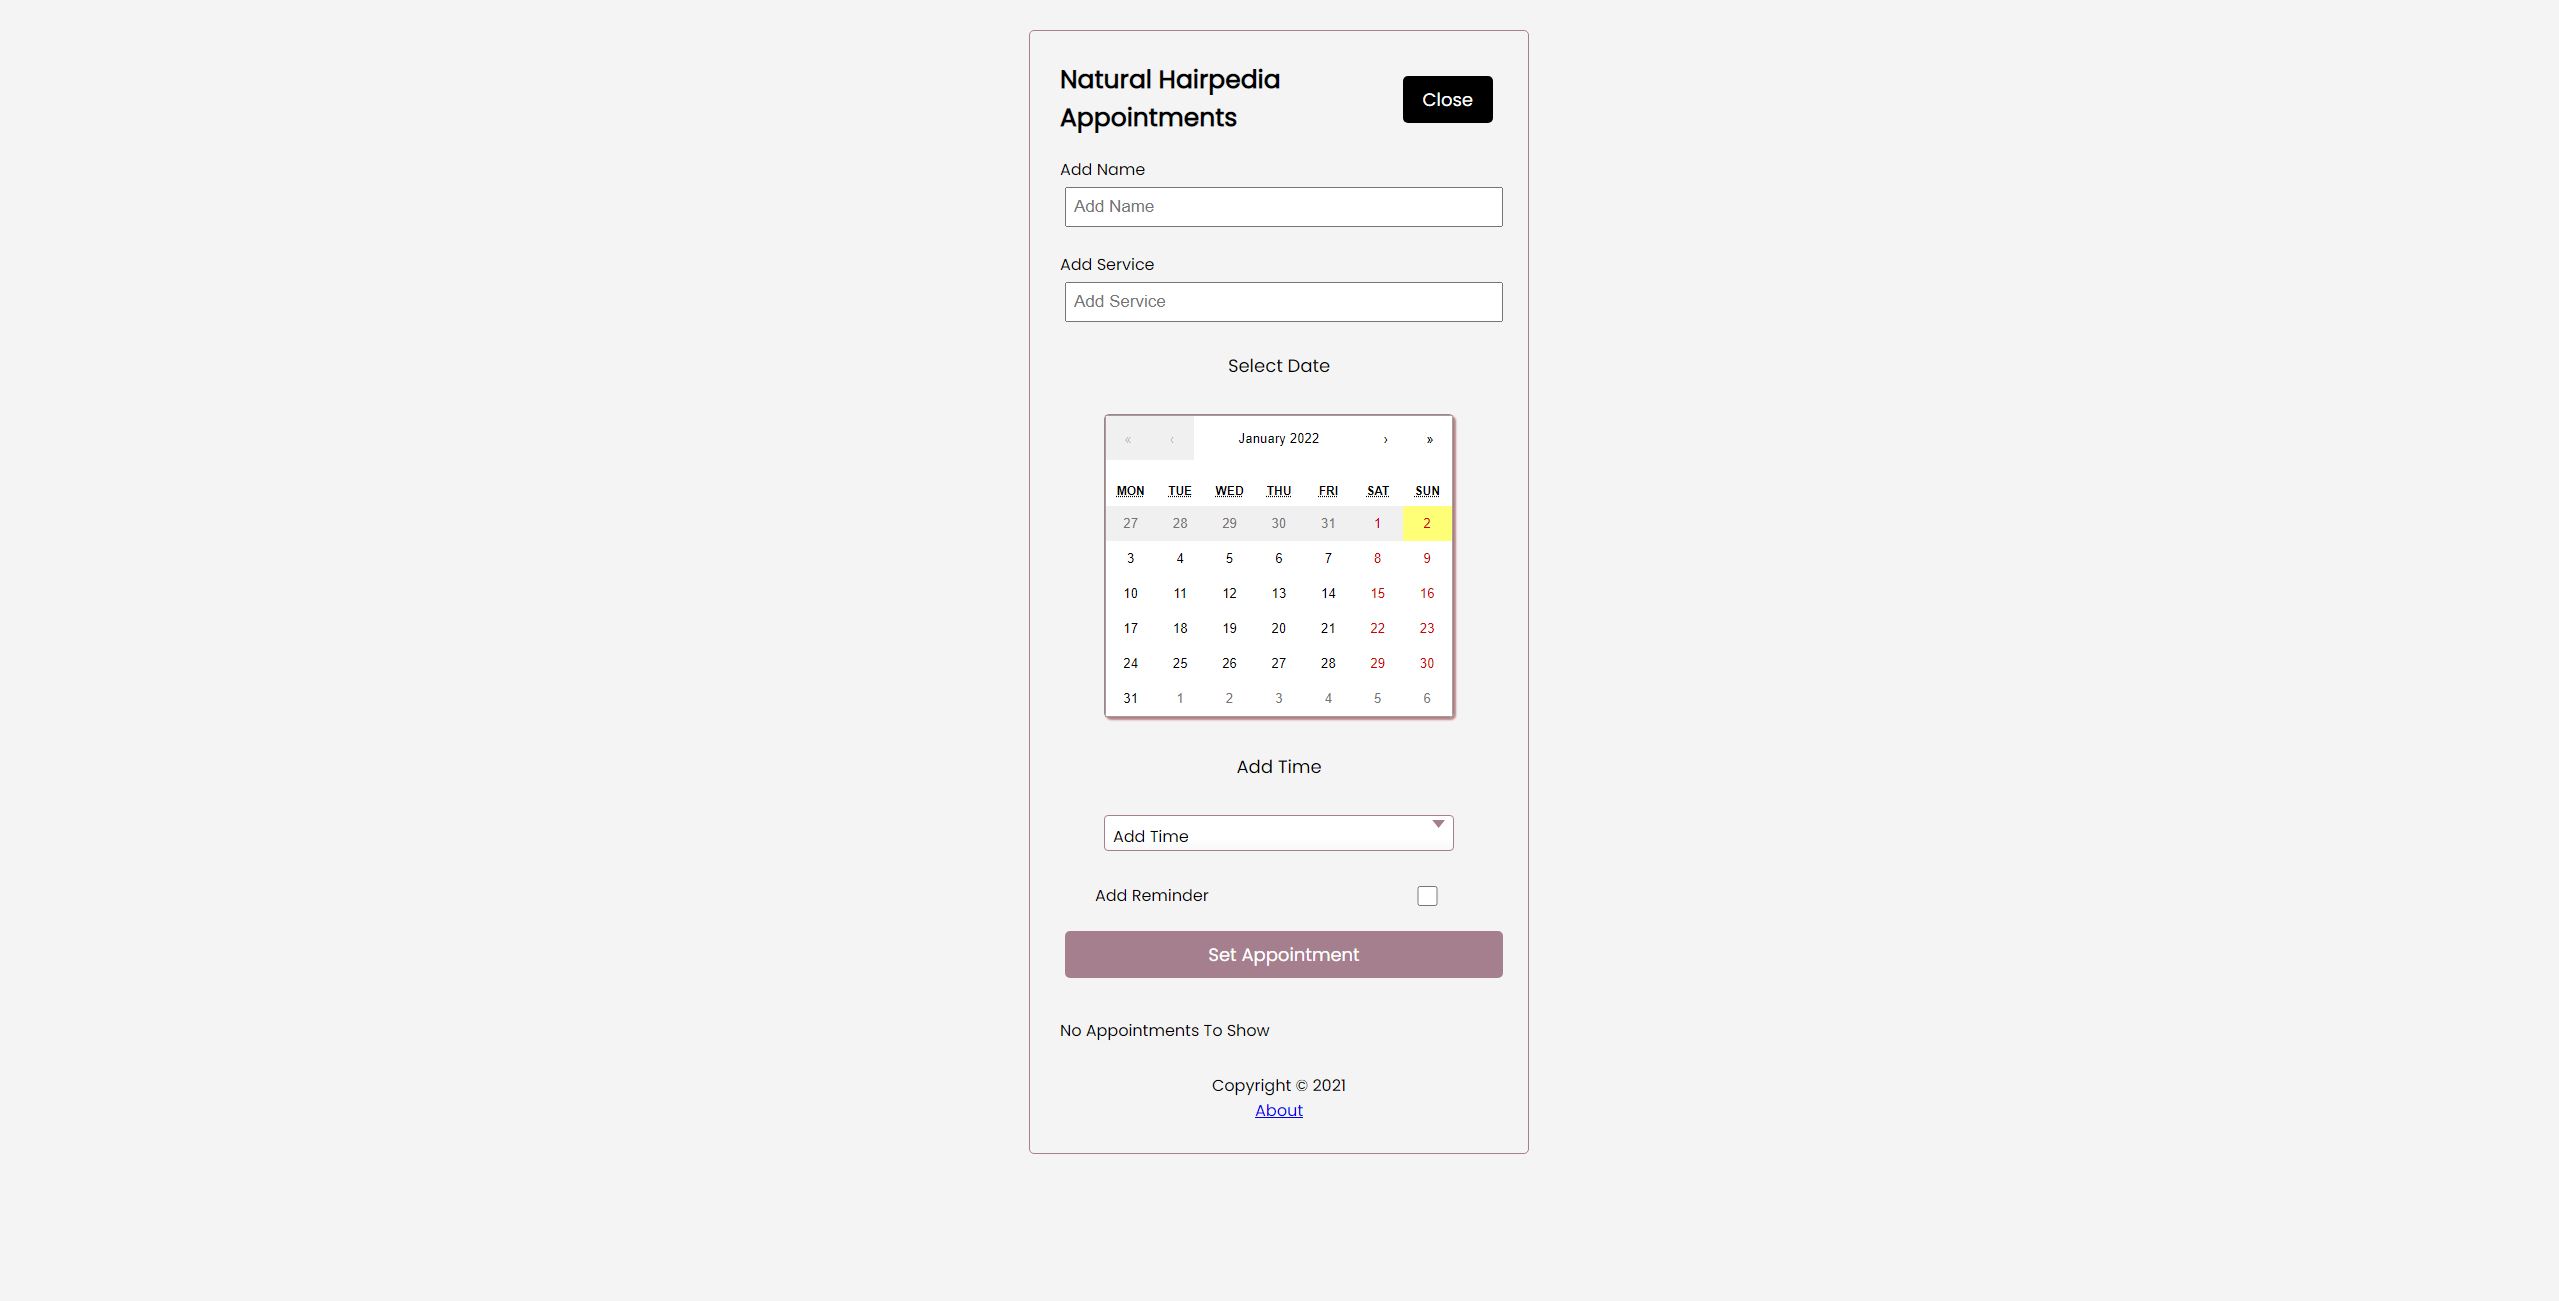 Natural Hairpedia
Appointments
Close
Add Name
Add Name
Add Service
Add Service
Select Date
« ‹ January 2022 › »
MON TUE WED THU FRI SAT SUN
27 28 29 30 31 1 2
3 4 5 6 7 8 9
10 11 12 13 14 15 16
17 18 19 20 21 22 23
24 25 26 27 28 29 30
31 1 2 3 4 5 6
Add Time
Add Time
Add Reminder
Set Appointment
No Appointments To Show
Copyright © 2021
About